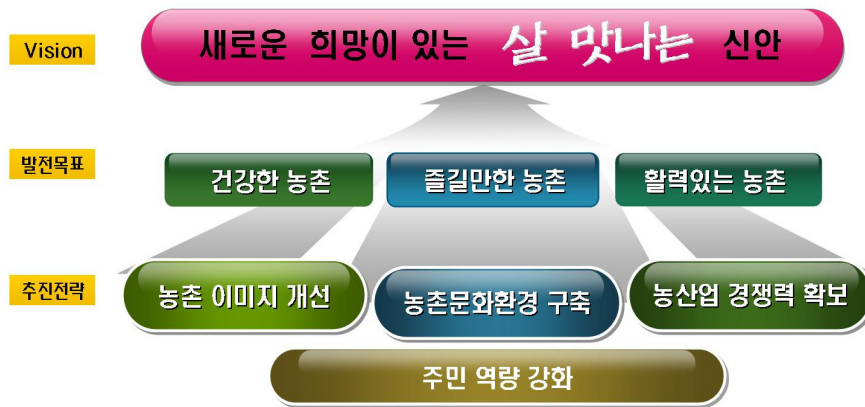 Vision
새로운 희망이 있는 살 맛나는 신안
발전목표
건강한 농촌
즐길만한 농촌
활력있는 농촌
추진전략
농촌 이미지 개선
농촌문화환경 구축
농산업 경쟁력 확보
주민 역량 강화